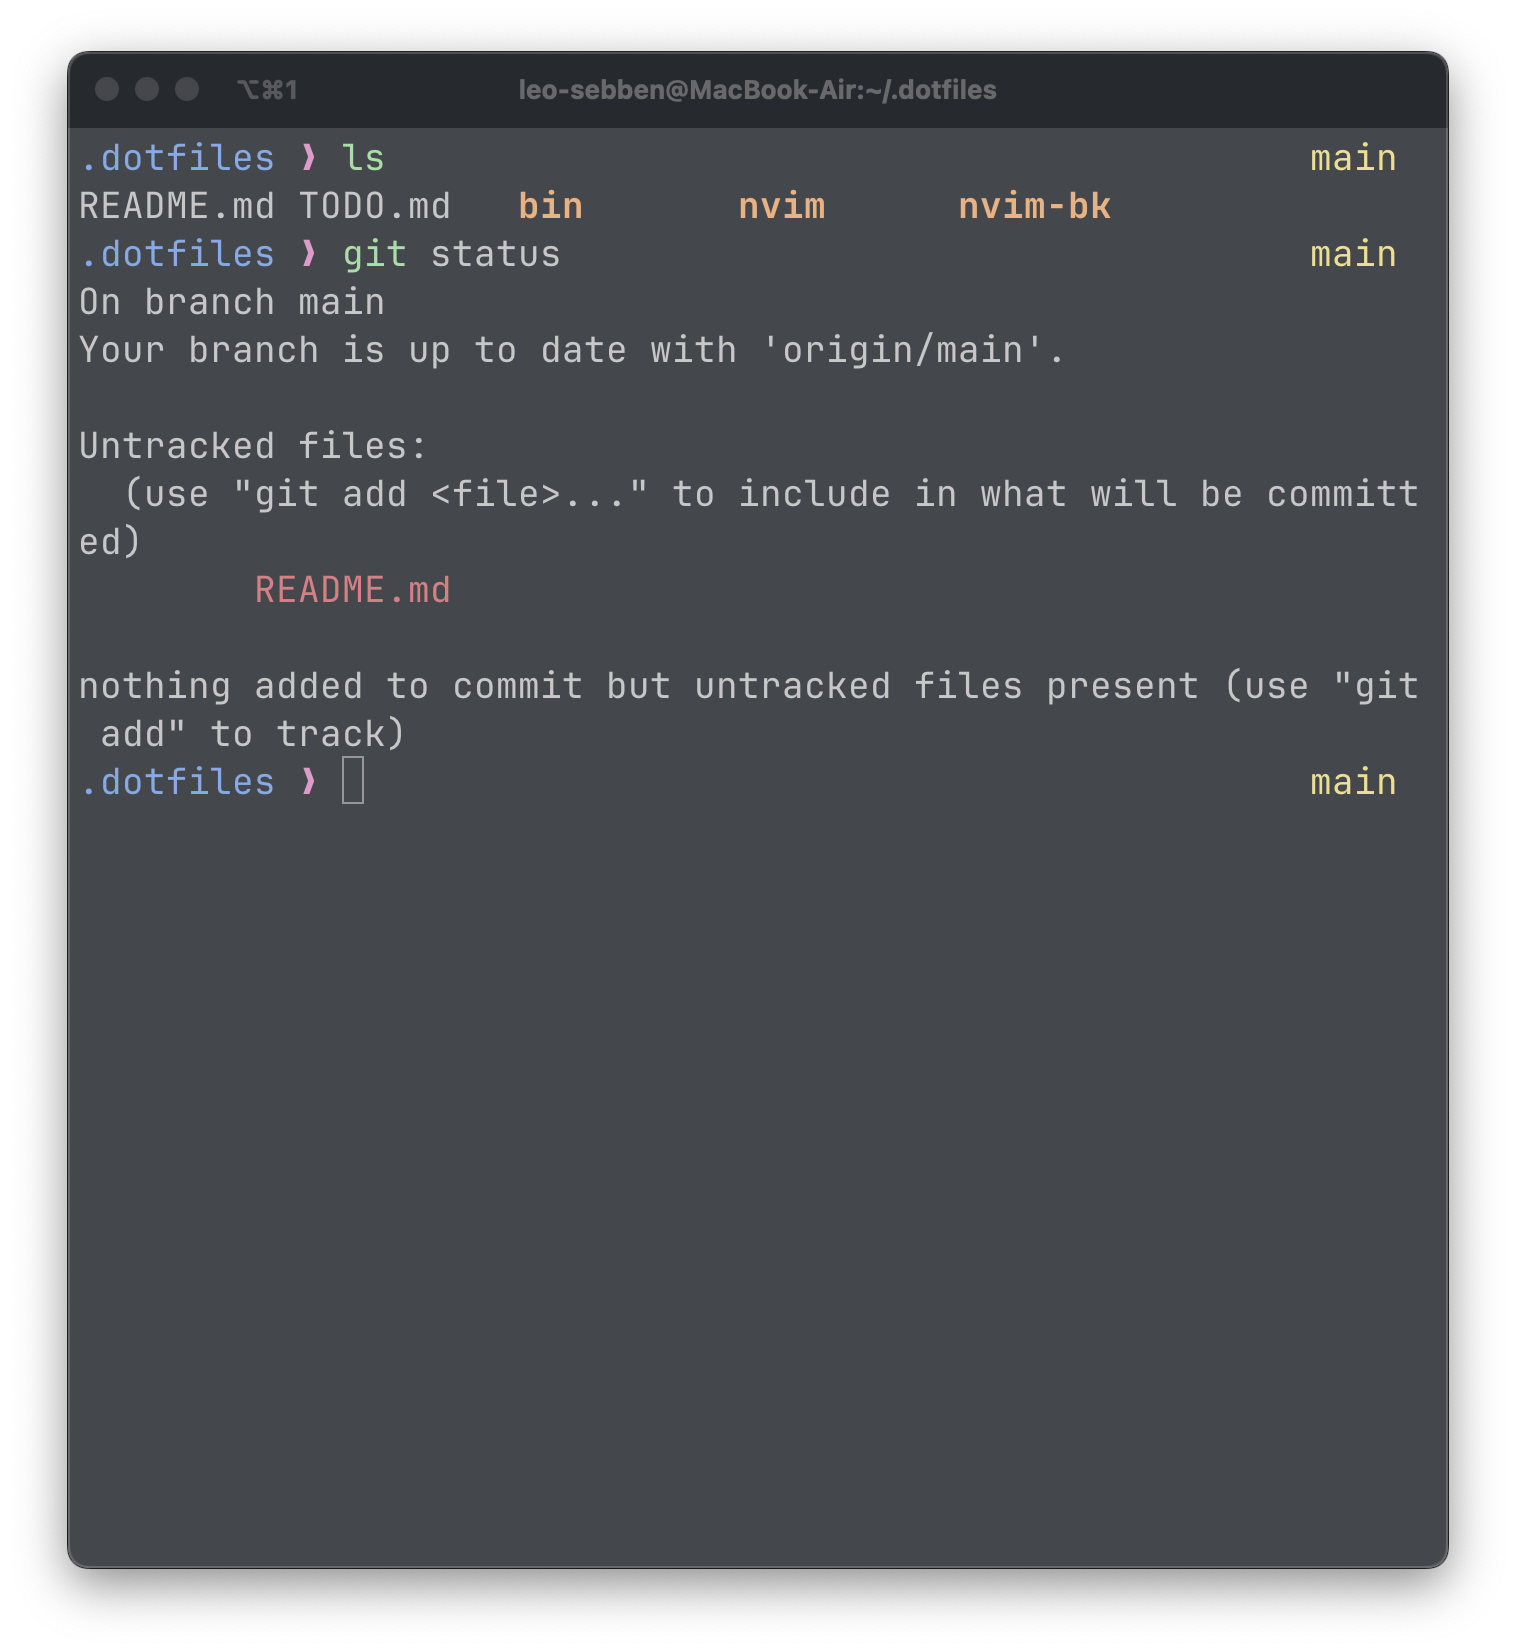 ⌥⌘1 leo-sebben@MacBook-Air:~/.dotfiles
.dotfiles ❱ ls main
README.md TODO.md bin nvim nvim-bk
.dotfiles ❱ git status main
On branch main
Your branch is up to date with 'origin/main'.
Untracked files:
(use "git add <file>..." to include in what will be committ
ed)
README.md
nothing added to commit but untracked files present (use "git
add" to track)
.dotfiles ❱ main